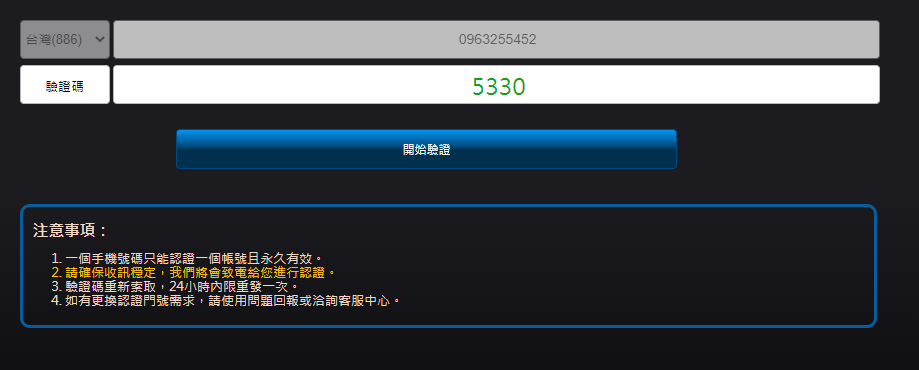 台灣(886) 0963255452
驗證碼 5330
開始驗證
注意事項：
1. 一個手機號碼只能認證一個帳號且永久有效。
2. 請確保收訊穩定，我們將會致電給您進行認證。
3. 驗證碼重新索取，24小時內限重發一次。
4. 如有更換認證門號需求，請使用問題回報或洽詢客服中心。